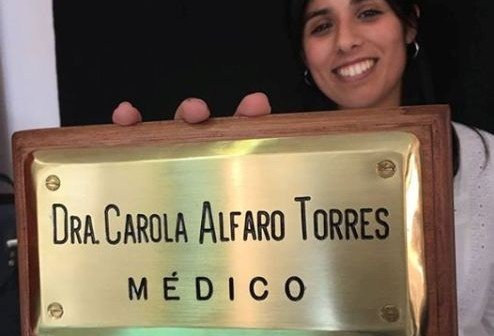 DRA. CAROLA ALFARO TORRES
MÉDICO